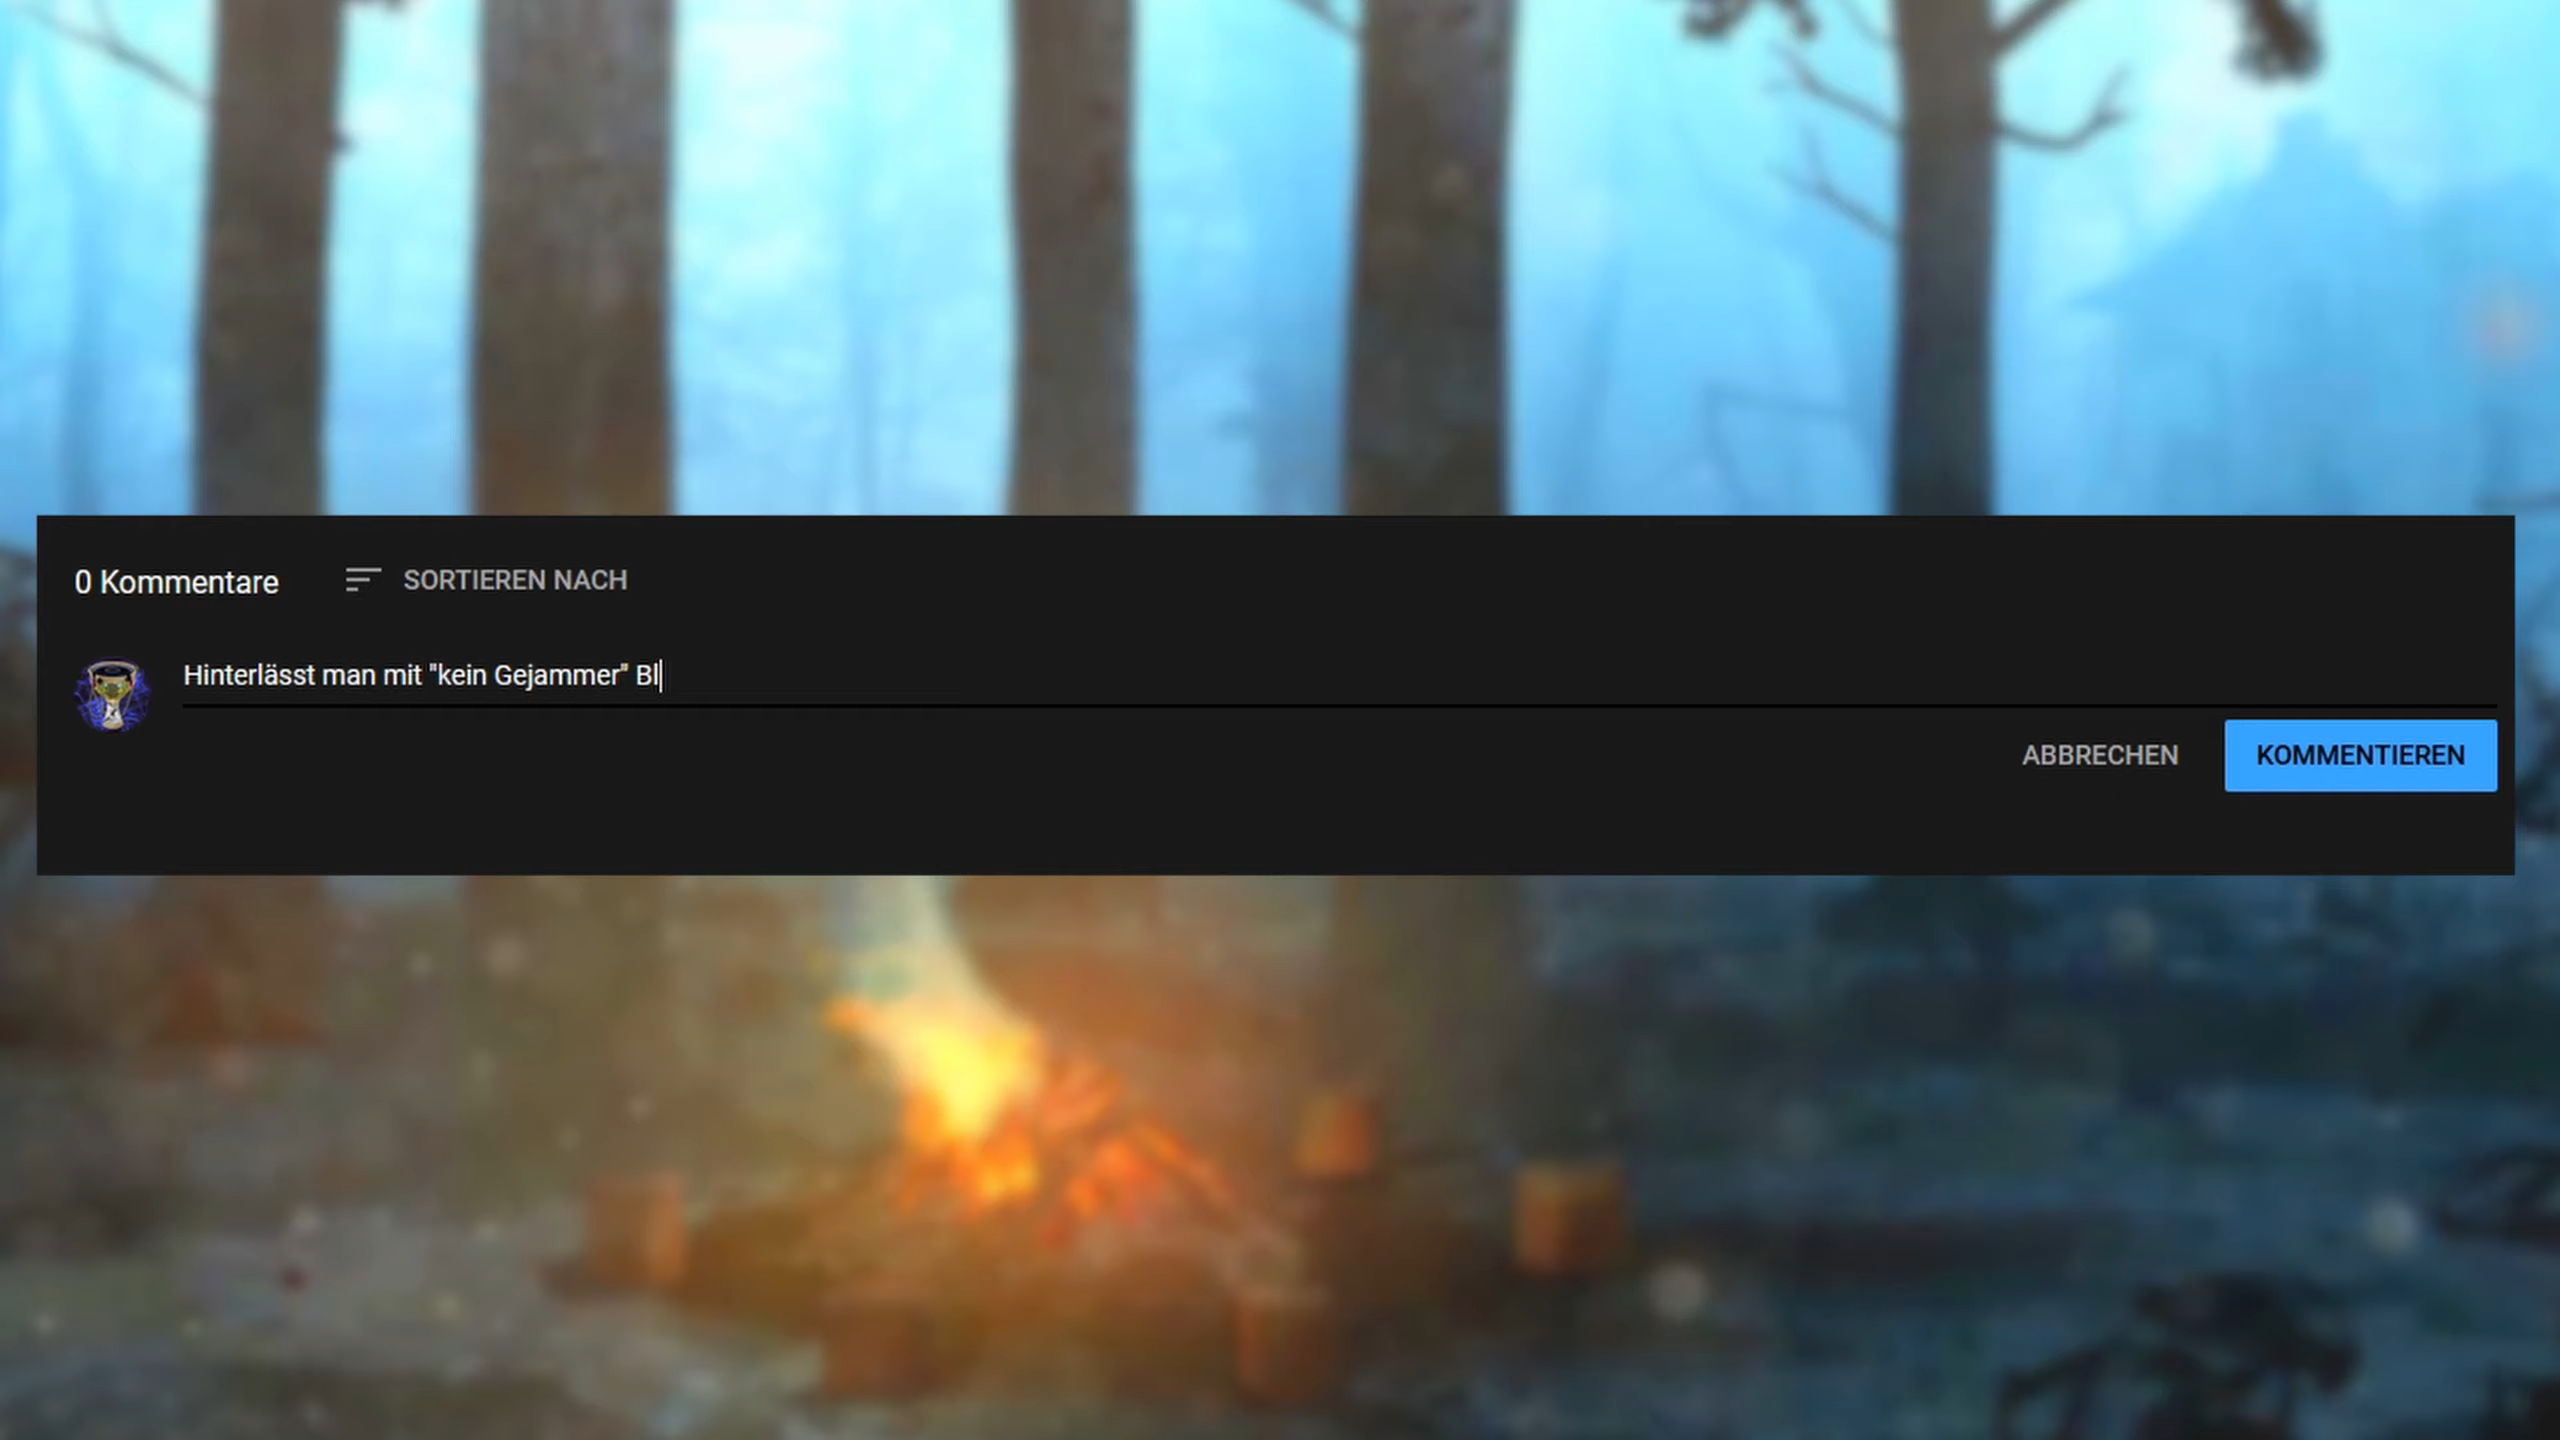 0 Kommentare SORTIEREN NACH
Hinterlässt man mit "kein Gejammer" Bl
ABBRECHEN KOMMENTIEREN